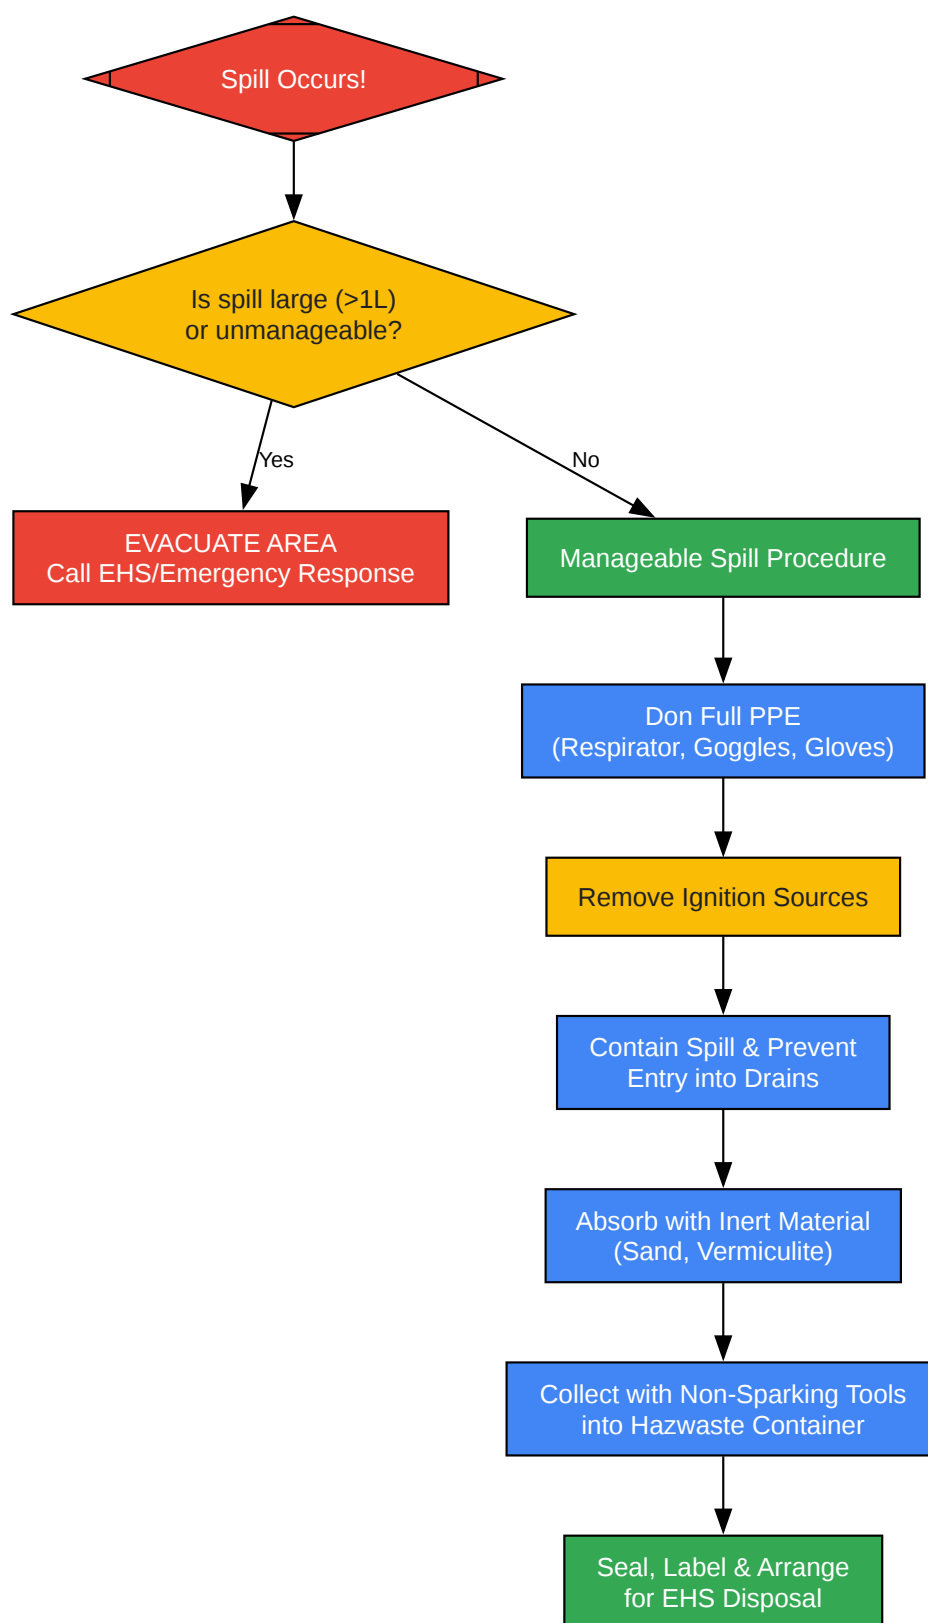 Spill Occurs!
Is spill large (>1L)
or unmanageable?
Yes
No
EVACUATE AREA
Call EHS/Emergency Response
Manageable Spill Procedure
Don Full PPE
(Respirator, Goggles, Gloves)
Remove Ignition Sources
Contain Spill & Prevent
Entry into Drains
Absorb with Inert Material
(Sand, Vermiculite)
Collect with Non-Sparking Tools
into Hazwaste Container
Seal, Label & Arrange
for EHS Disposal